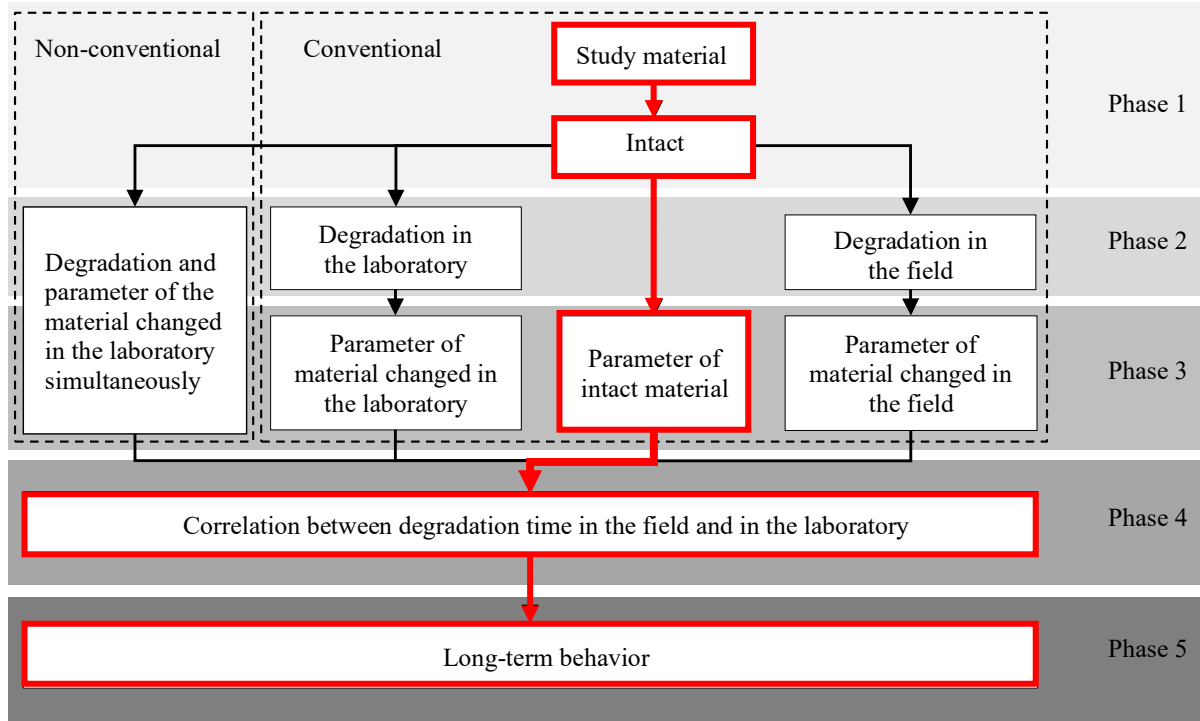 Non-conventional
Conventional
Study material
Phase 1
Intact
Degradation and
parameter of the
material changed
in the laboratory
simultaneously
Degradation in
the laboratory
Degradation in
the field
Phase 2
Parameter of
material changed in
the laboratory
Parameter of
intact material
Parameter of
material changed in
the field
Phase 3
Correlation between degradation time in the field and in the laboratory
Phase 4
Long-term behavior
Phase 5